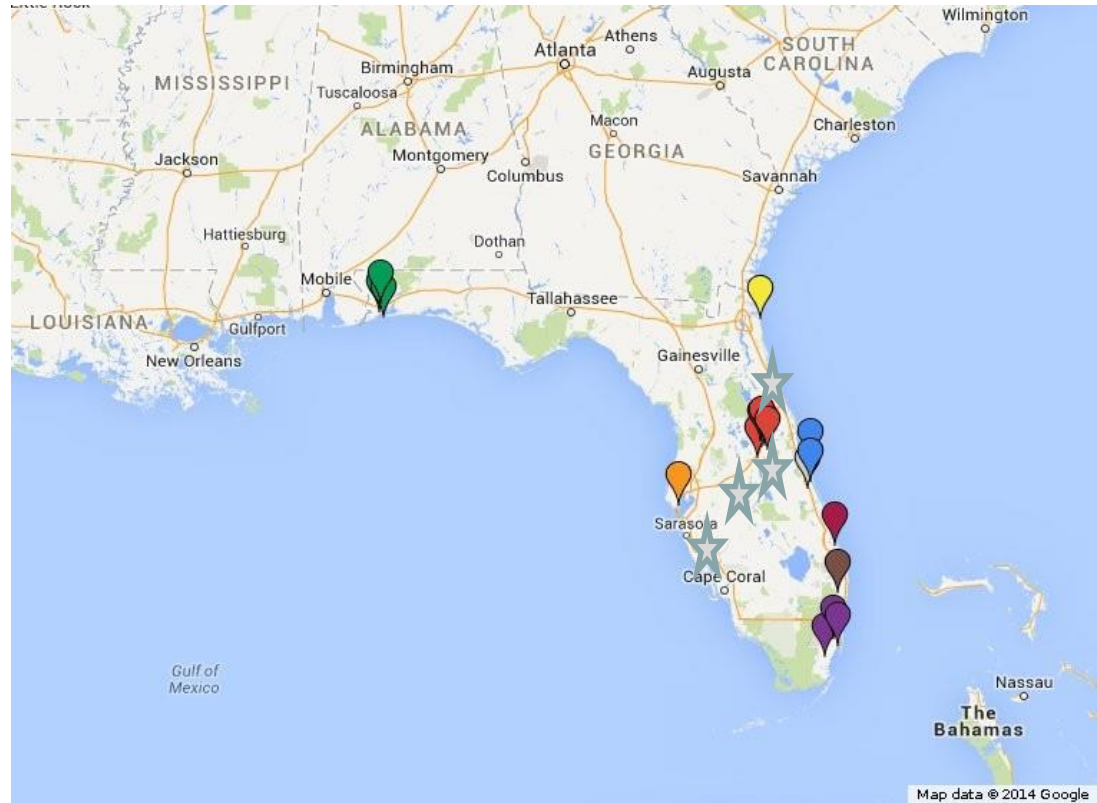 Wilmington
Athens
Atlanta
SOUTH
CAROLINA
Birmingham
MISSISSIPPI
Augusta
Tuscaloosa
Macon
ALABAMA
Charleston
GEORGIA
Jackson
Montgomery
Columbus
Savannah
Hattiesburg
Dothan
Mobile
Tallahassee
LOUISIANA
Gulfport
New Orleans
Gainesville
Sarasota
Cape Coral
Gulf of
Mexico
Nassau
The
Bahamas
Map data © 2014 Google